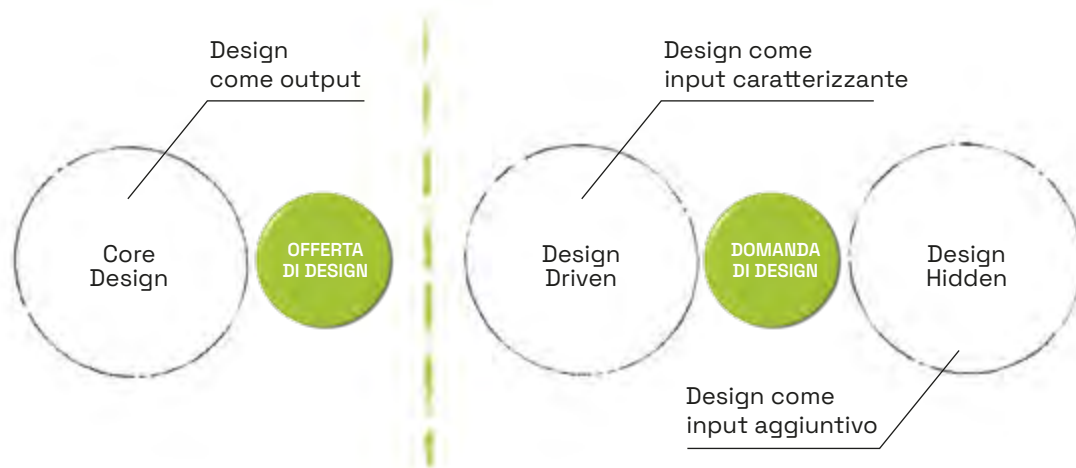 Design
come output
Core
Design
OFFERTA
DI DESIGN
Design come
input caratterizzante
Design
Driven
DOMANDA
DI DESIGN
Design
Hidden
Design come
input aggiuntivo